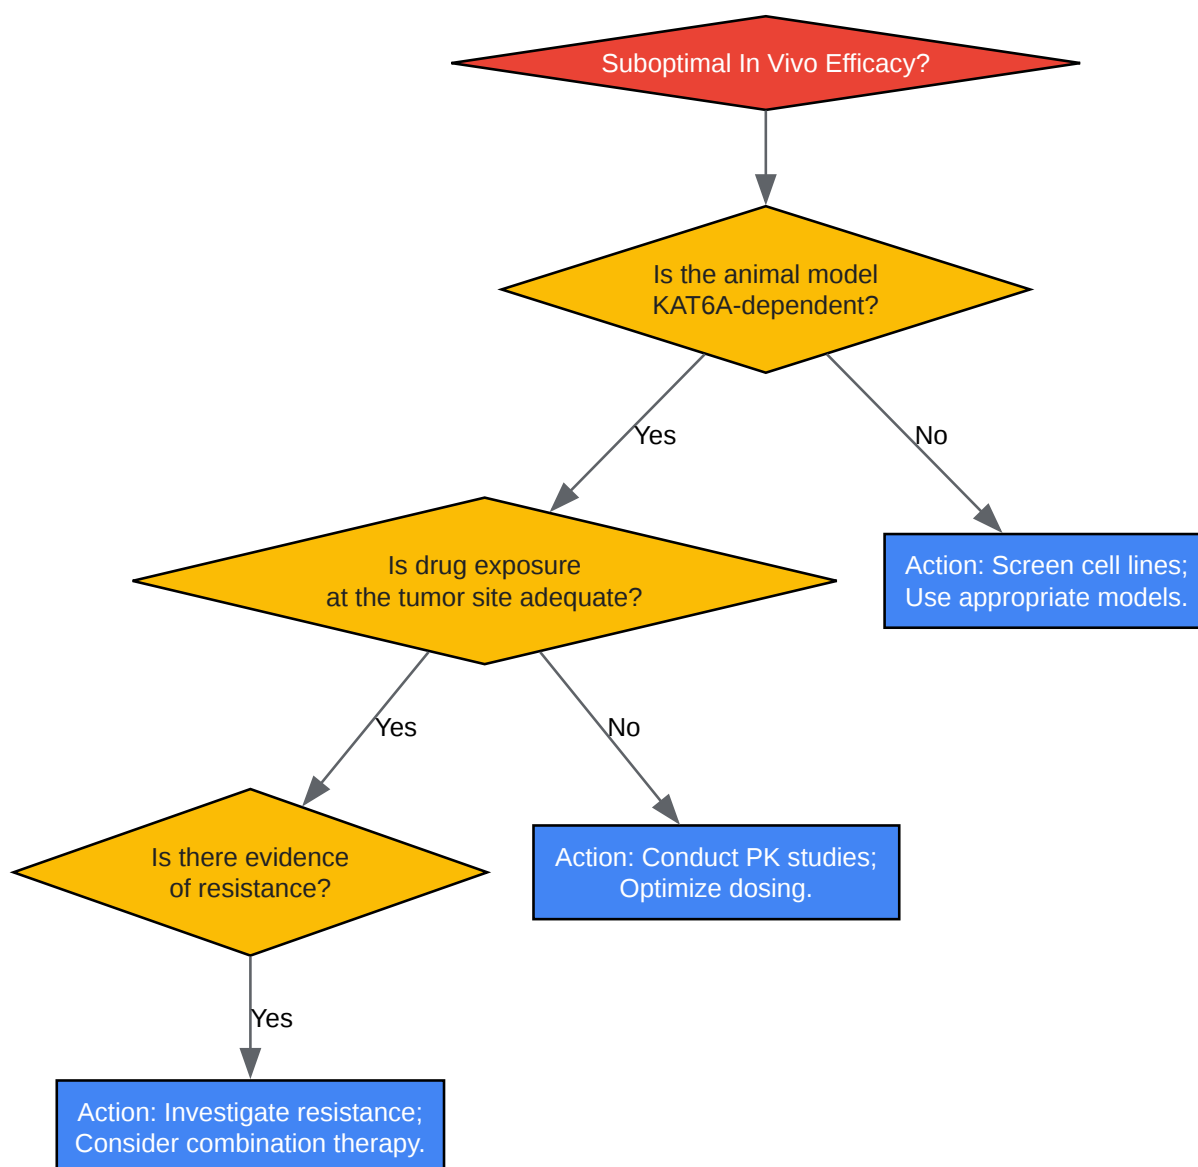 Suboptimal In Vivo Efficacy?
Is the animal model
KAT6A-dependent?
Yes
No
Is drug exposure
at the tumor site adequate?
Action: Screen cell lines;
Use appropriate models.
Yes
No
Is there evidence
of resistance?
Action: Conduct PK studies;
Optimize dosing.
Yes
Action: Investigate resistance;
Consider combination therapy.